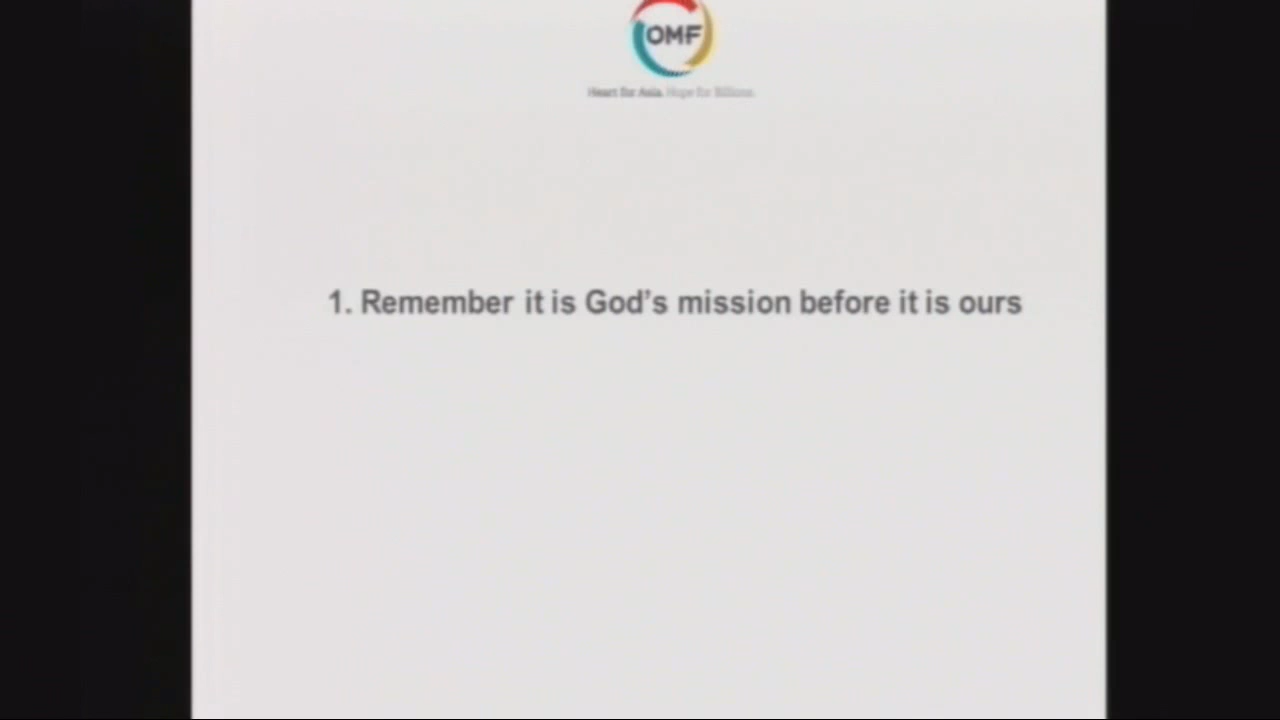 OMF
Heart for Asia. Hope for Billions.
1. Remember it is God's mission before it is ours